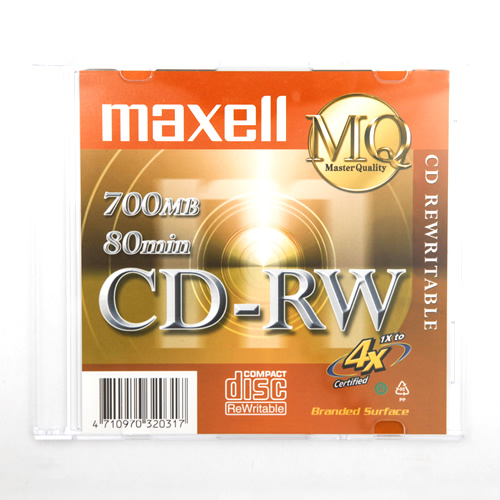 maxell
MQ
MasterQuality
CD REWRITABLE
700MB
80min
CD-RW
1X to
4x
Certified
COMPACT
disc
ReWritable
4 710970 320317
PP
Branded Surface